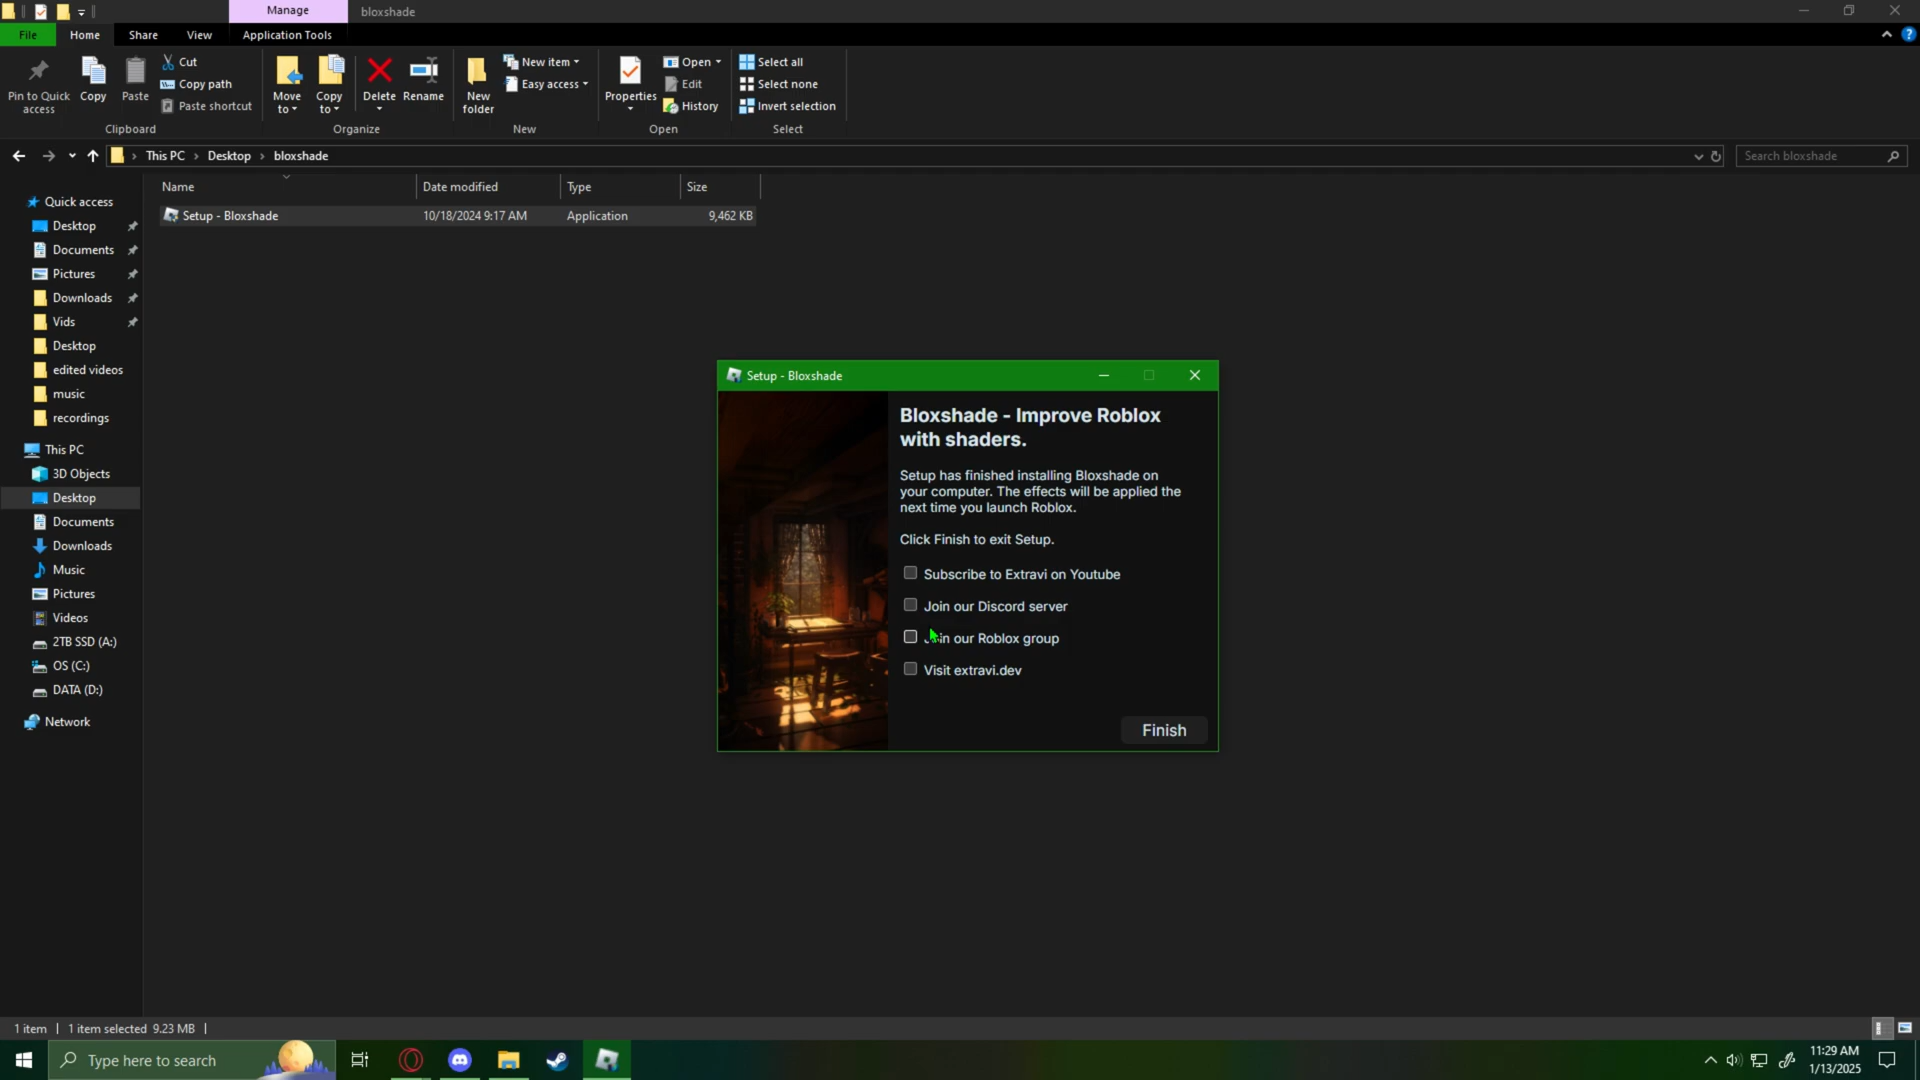 Manage
bloxshade
File
Home
Share
View
Application Tools
Pin to Quick
access
Copy
Paste
Cut
Copy path
Paste shortcut
Clipboard
Move
to
Copy
to
Delete
Rename
Organize
New
folder
New item
Easy access
New
Properties
Open
Edit
History
Open
Select all
Select none
Invert selection
Select
This PC
Desktop
bloxshade
Search bloxshade
Name
Date modified
Type
Size
Setup - Bloxshade
10/18/2024 9:17 AM
Application
9,462 KB
Quick access
Desktop
Documents
Pictures
Downloads
Vids
Desktop
edited videos
music
recordings
This PC
3D Objects
Desktop
Documents
Downloads
Music
Pictures
Videos
2TB SSD (A:)
OS (C:)
DATA (D:)
Network
Setup - Bloxshade
Bloxshade - Improve Roblox
with shaders.
Setup has finished installing Bloxshade on
your computer. The effects will be applied the
next time you launch Roblox.
Click Finish to exit Setup.
Subscribe to Extravi on Youtube
Join our Discord server
our Roblox group
Visit extravi.dev
Finish
1 item
1 item selected 9.23 MB
Type here to search
11:29 AM
1/13/2025